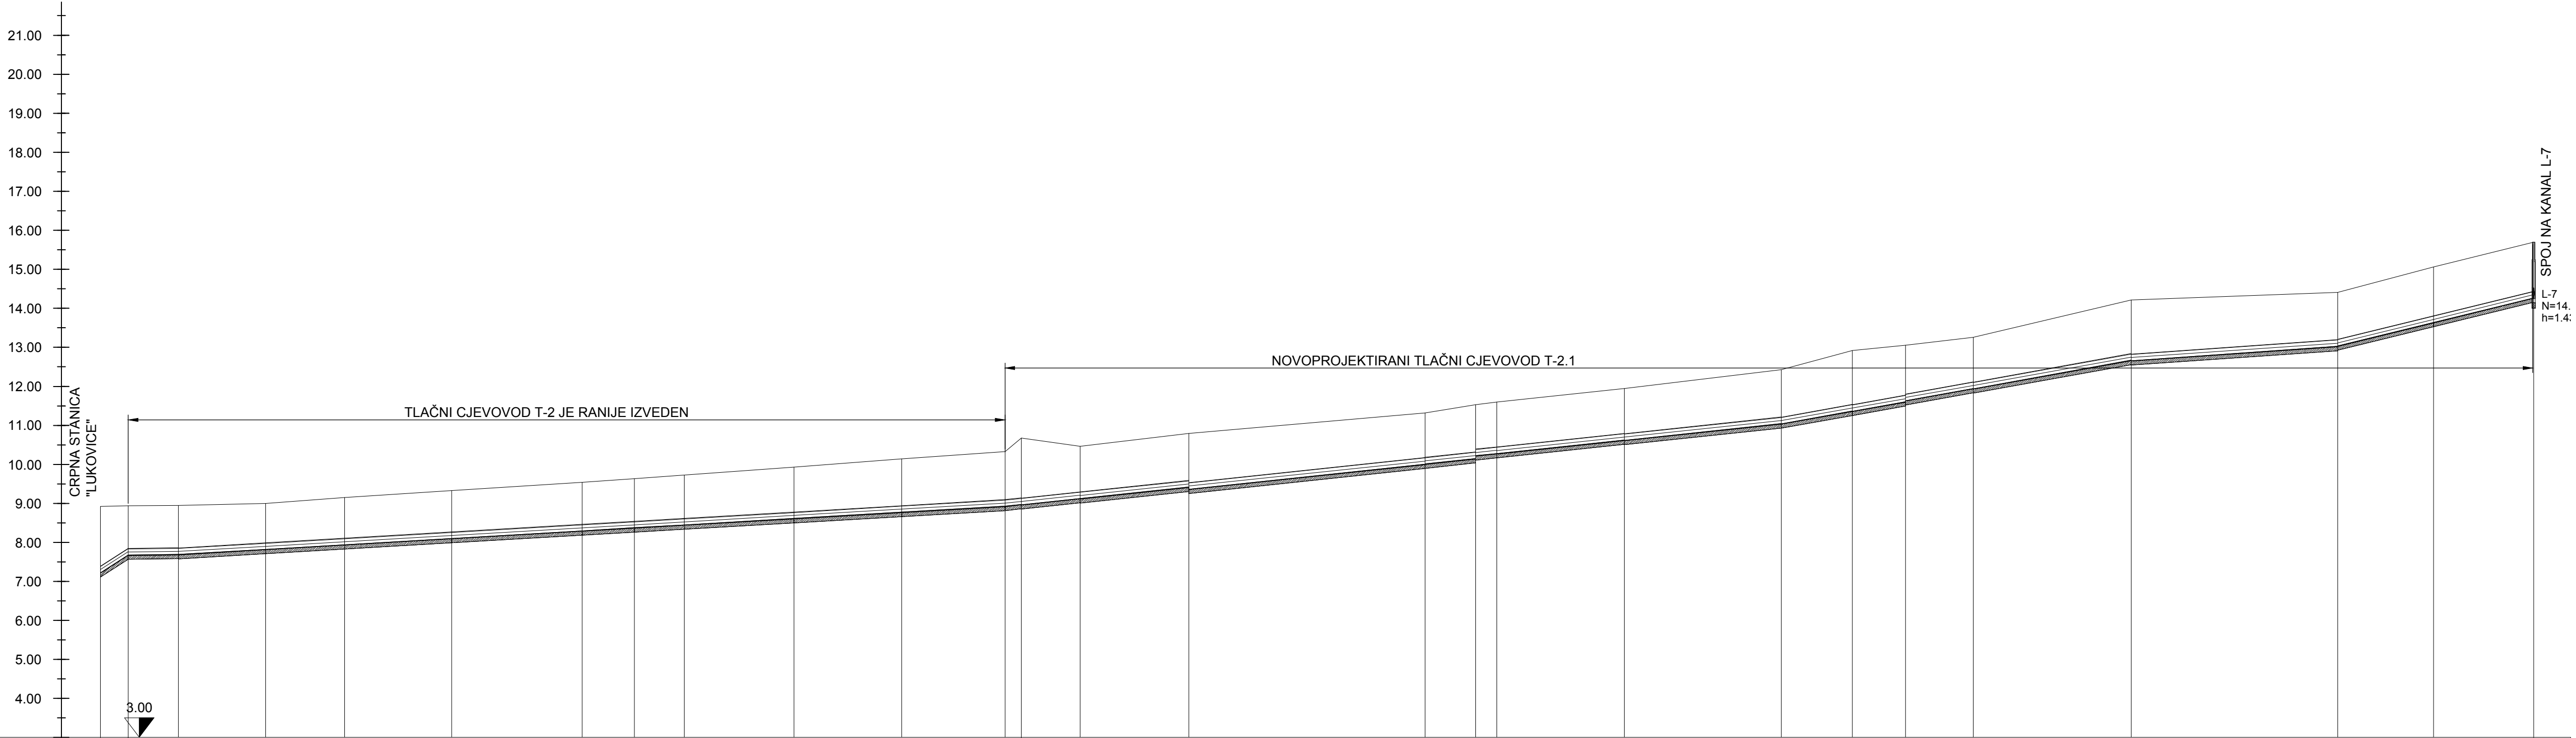 21.00
20.00
19.00
18.00
17.00
16.00
15.00
14.00
13.00
12.00
11.00
10.00
9.00
8.00
7.00
6.00
5.00
4.00
3.00
CRPNA STANICA
"LUKOVICE"
TLAČNI CJEVOVOD T-2 JE RANIJE IZVEDEN
NOVOPROJEKTIRANI TLAČNI CJEVOVOD T-2.1
SPOJ NA KANAL L-7
L-7
N=14.
h=1.4